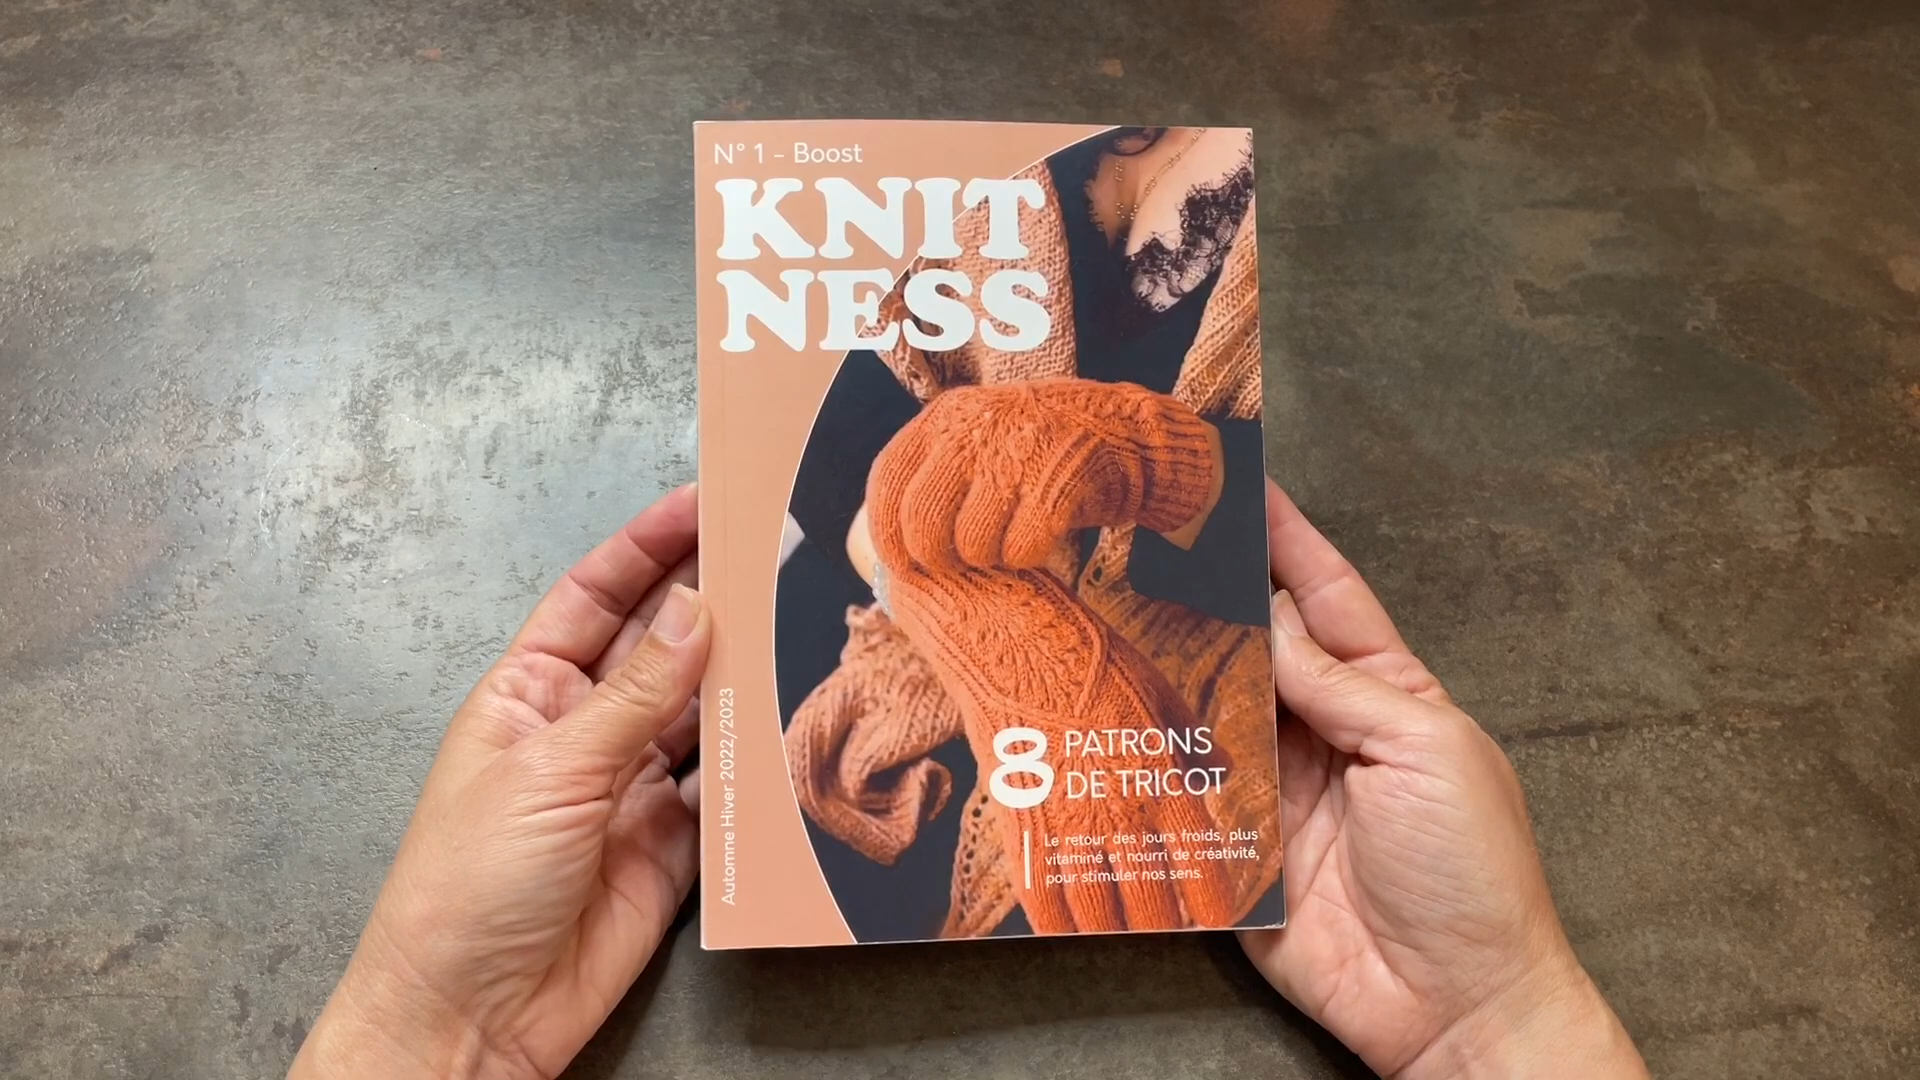 N° 1 - Boost
KNIT
NESS
8 PATRONS
DE TRICOT
Le retour des jours froids, plus
vitaminé et nourri de créativité,
pour stimuler nos sens.
Automne Hiver 2022/2023